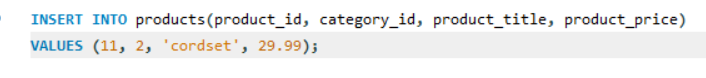 INSERT INTO products(product_id, category_id, product_title, product_price)
VALUES (11, 2, 'cordset', 29.99);